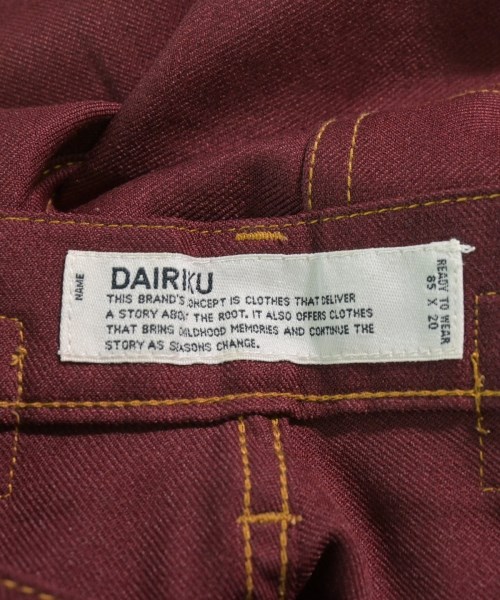 NAME
DAIRIKU
THIS BRAND'S CONCEPT IS CLOTHES THAT DELIVER
A STORY ABOUT THE ROOT. IT ALSO OFFERS CLOTHES
THAT BRING CHILDHOOD MEMORIES AND CONTINUE THE
STORY AS SEASONS CHANGE.
READY TO WEAR
85 X 20